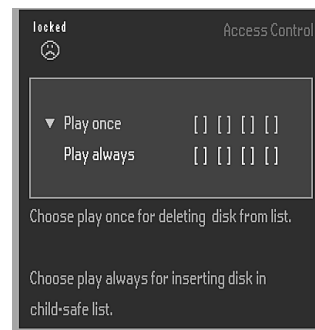 locked
Access Control
▼ Play once [ ] [ ] [ ] [ ]
Play always [ ] [ ] [ ] [ ]
Choose play once for deleting disk from list.
Choose play always for inserting disk in
child-safe list.